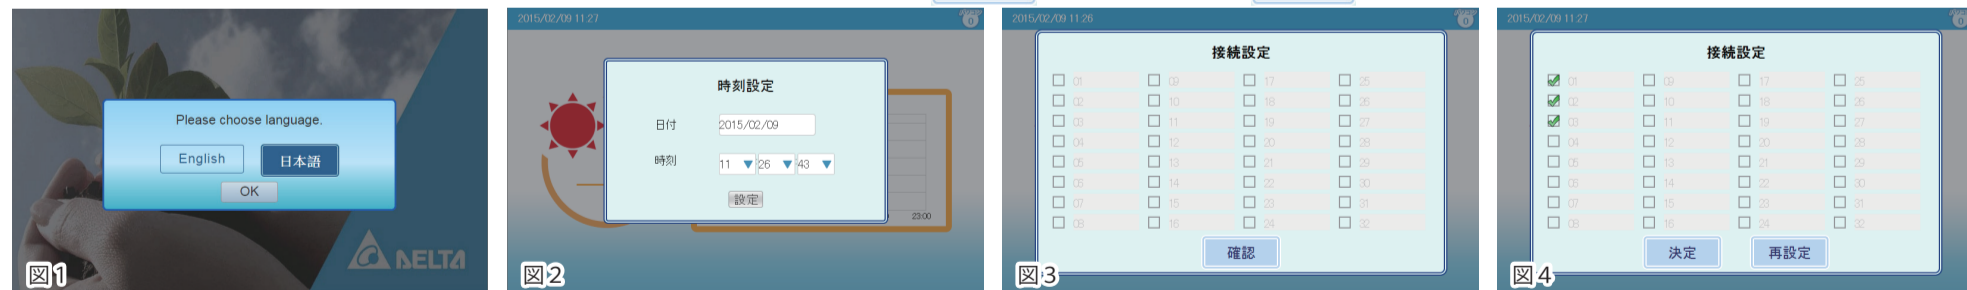 Please choose language.
English
日本語
OK
DELTA
図1
2015/02/09 11:27
0
時刻設定
日付
2015/02/09
時刻
11
26
43
設定
23:00
図2
2015/02/09 11:26
0
接続設定
01 09 17 25
02 10 18 26
03 11 19 27
04 12 20 28
05 13 21 29
06 14 22 30
07 15 23 31
08 16 24 32
確認
図3
2015/02/09 11:27
0
接続設定
01 09 17 25
02 10 18 26
03 11 19 27
04 12 20 28
05 13 21 29
06 14 22 30
07 15 23 31
08 16 24 32
決定
再設定
図4